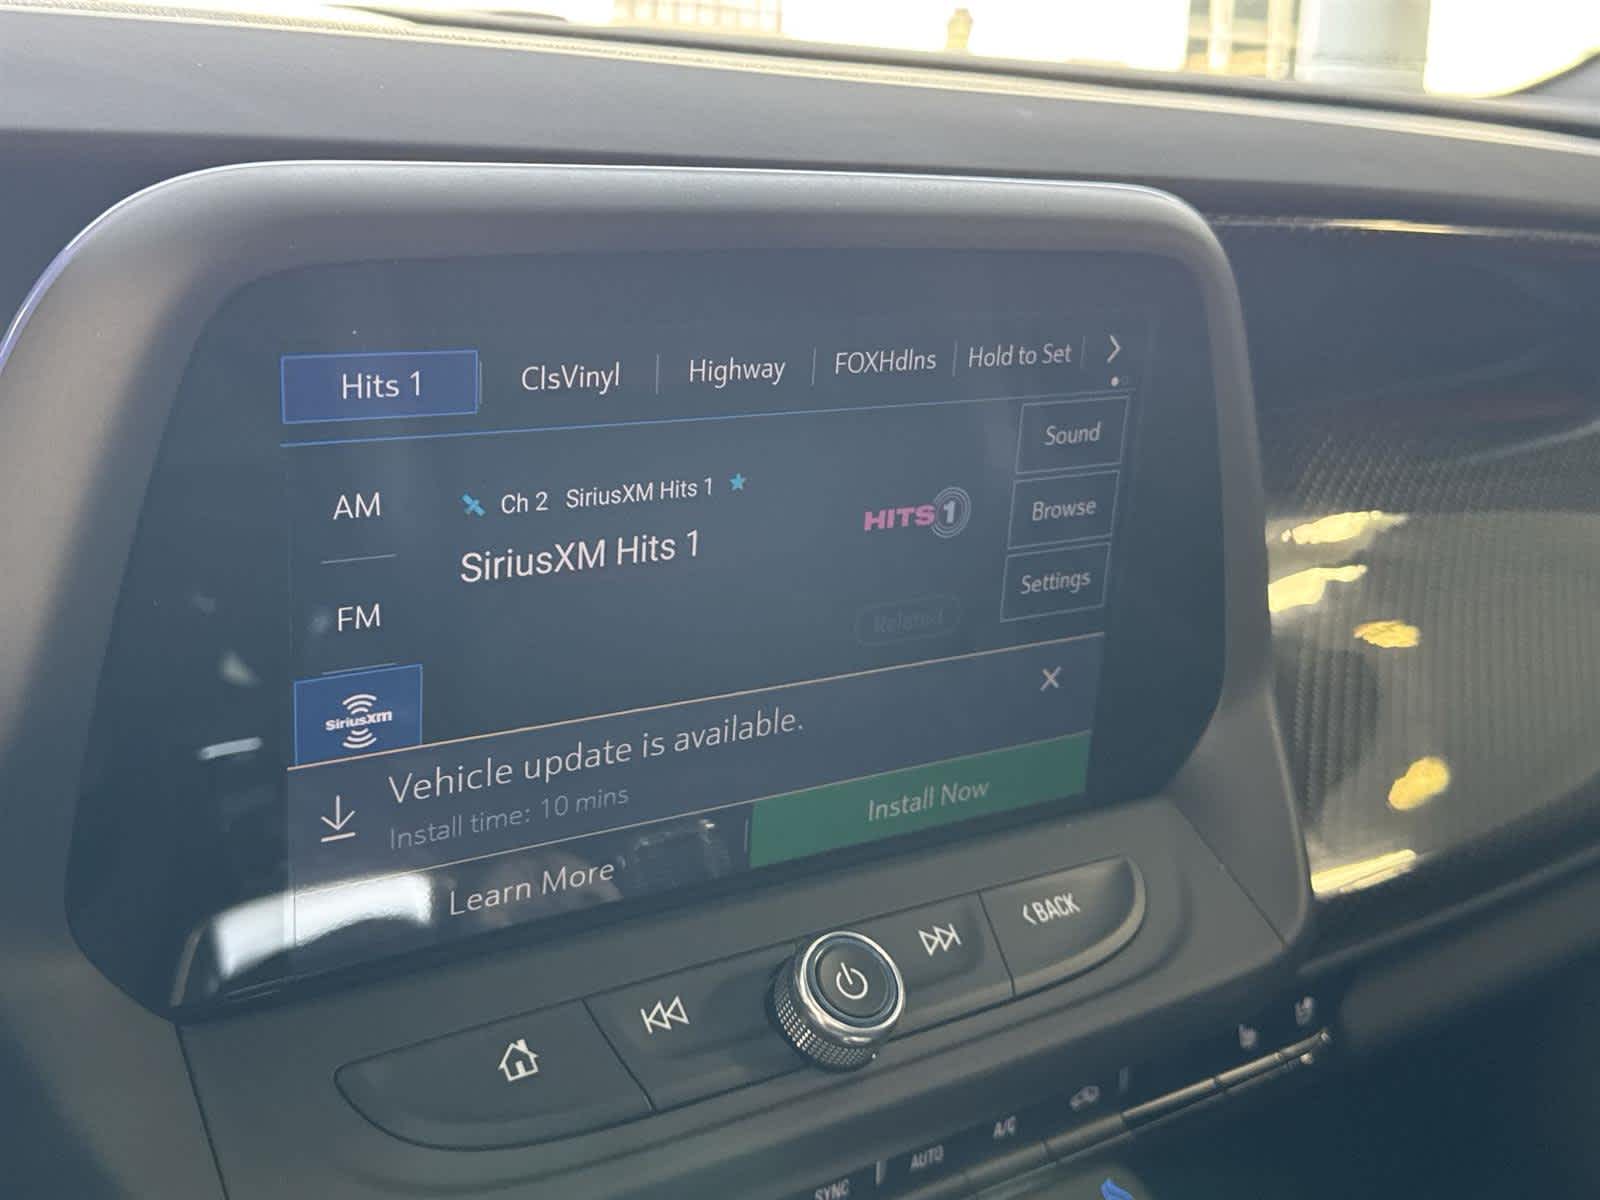 Hits 1
ClsVinyl
Highway
FOXHdlns
Hold to Set
Sound
AM
Ch 2 SiriusXM Hits 1
HITS 1
Browse
SiriusXM Hits 1
Settings
FM
Related
SiriusXm
Vehicle update is available.
Install time: 10 mins
Install Now
Learn More
BACK
A/C
AUTO
SYNC